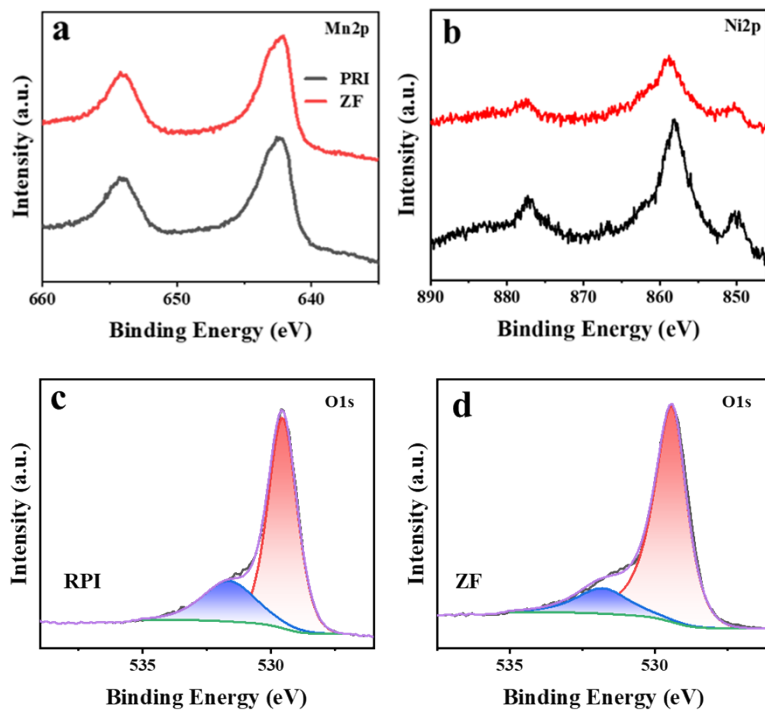 a
Mn2p
PRI
ZF
Intensity (a.u.)
660
650
640
Binding Energy (eV)
b
Ni2p
Intensity (a.u.)
890
880
870
860
850
Binding Energy (eV)
c
O1s
RPI
Intensity (a.u.)
535
530
Binding Energy (eV)
d
O1s
ZF
Intensity (a.u.)
535
530
Binding Energy (eV)